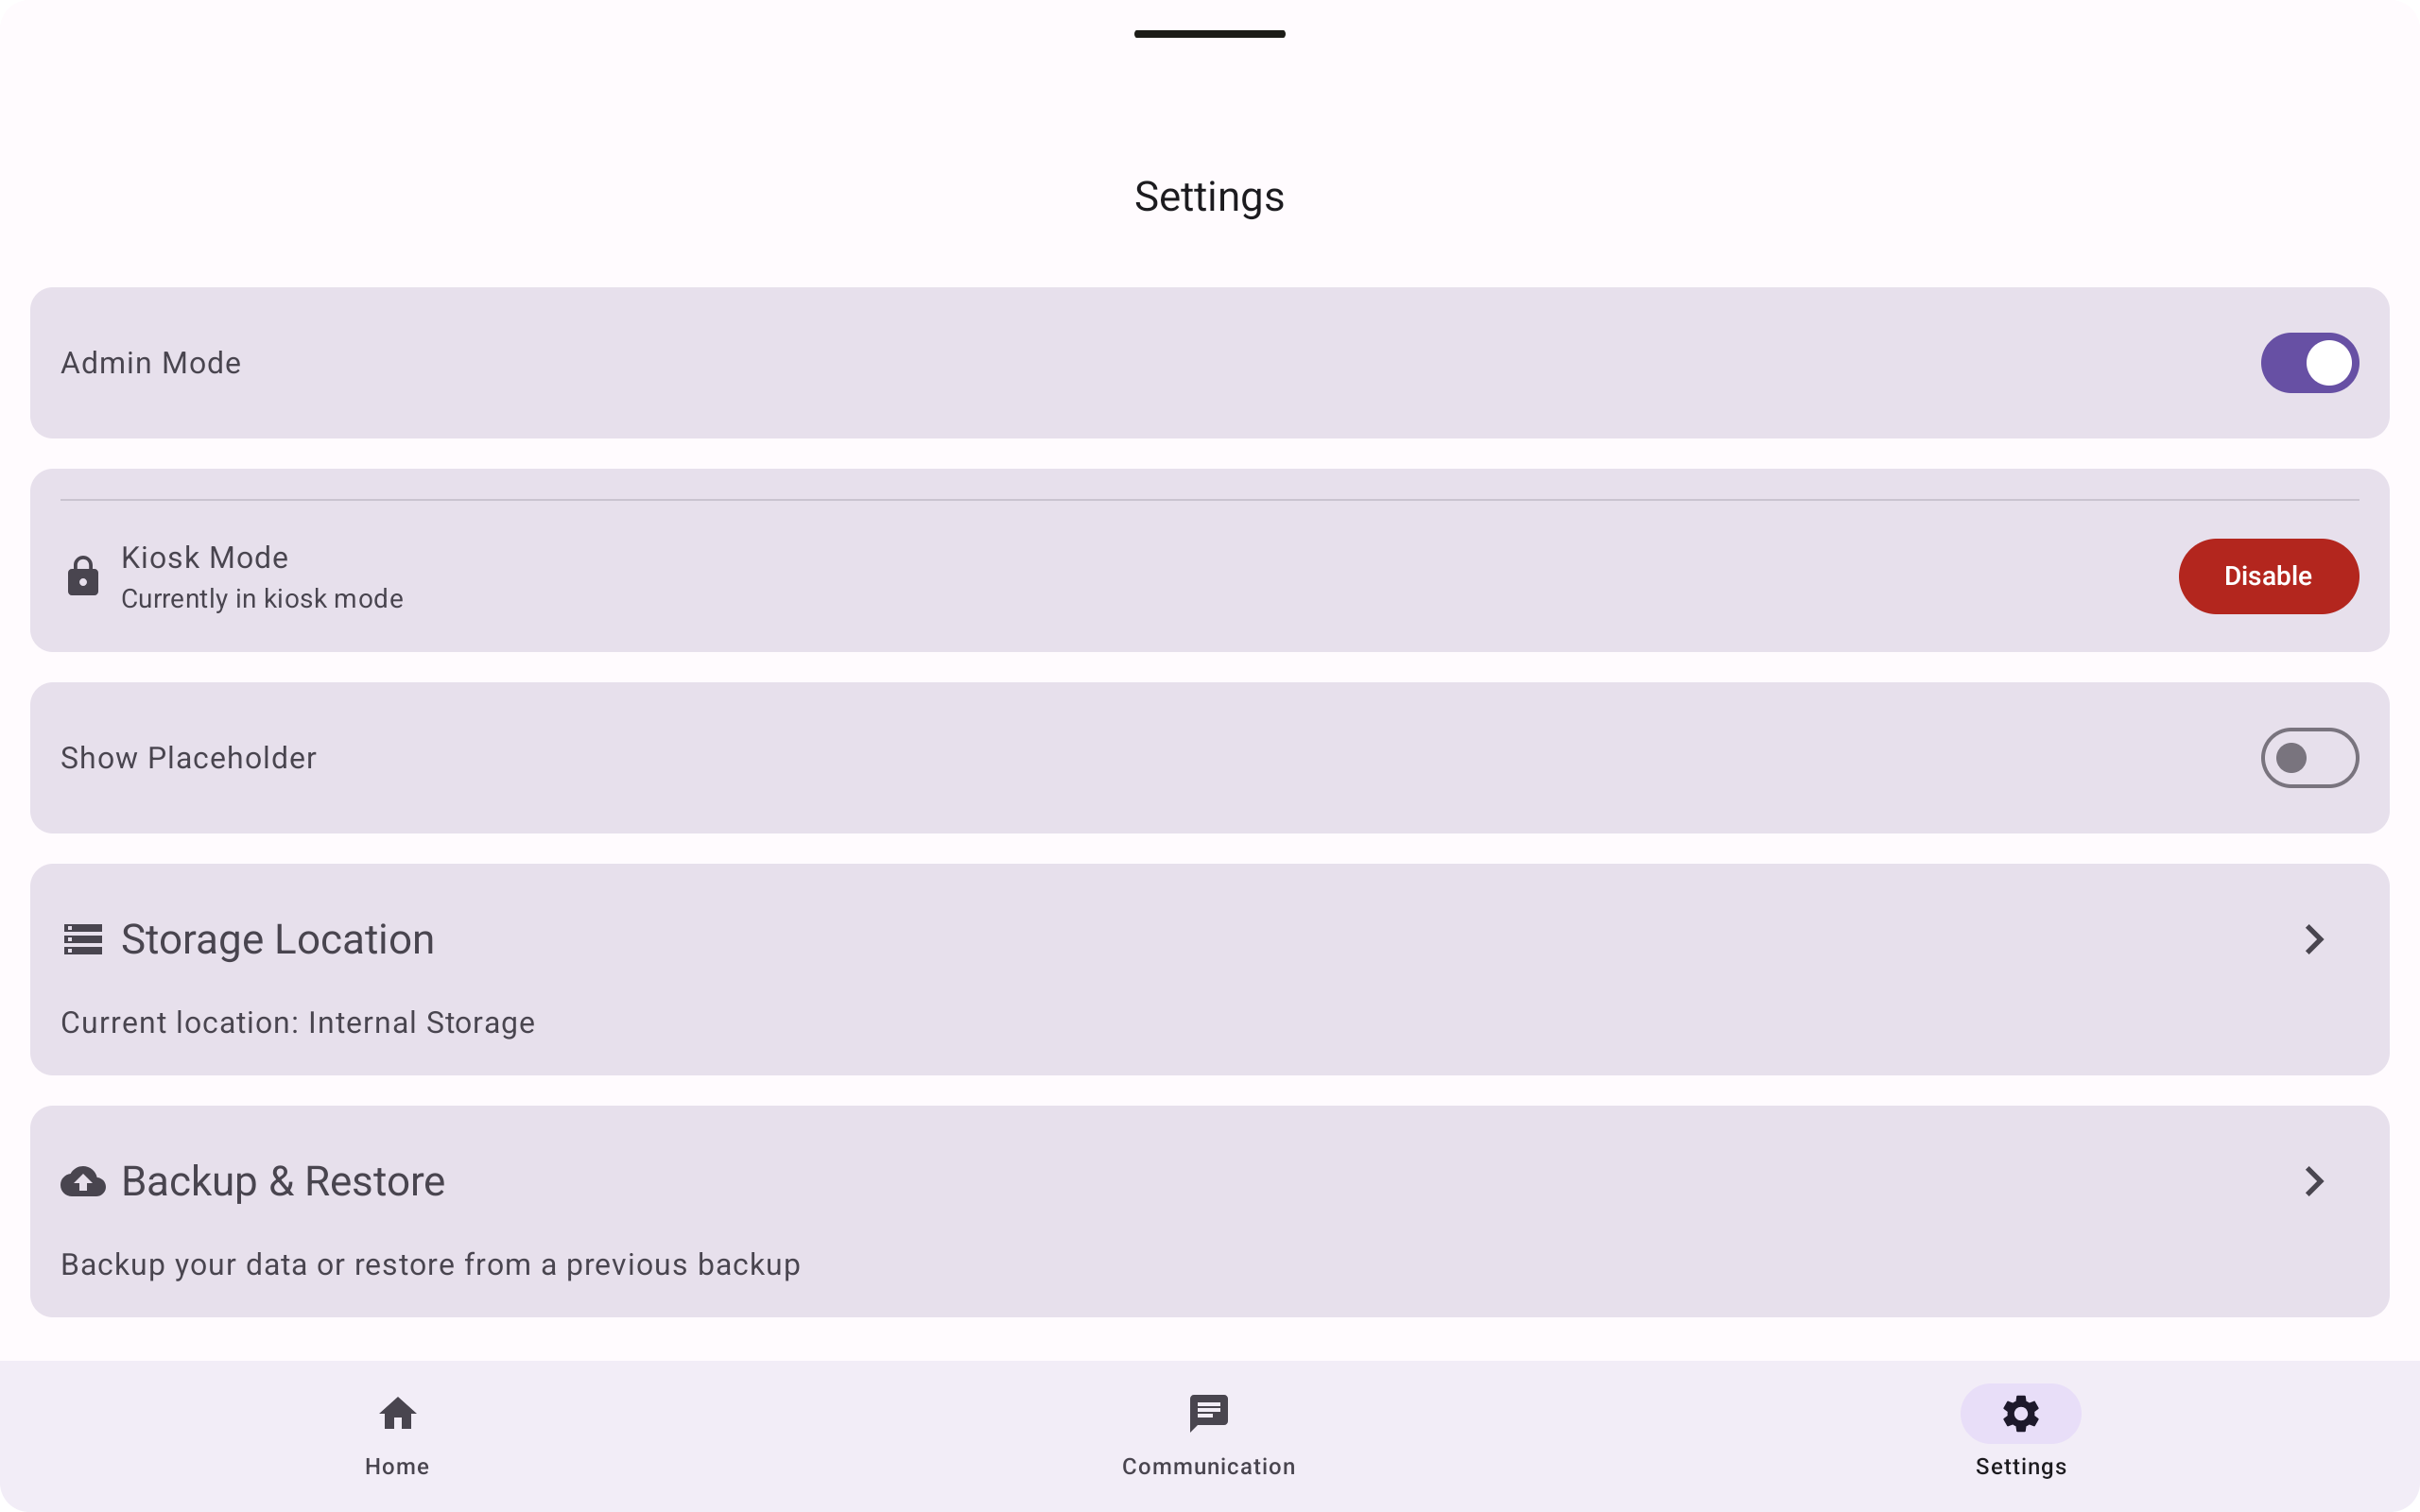 Settings
Admin Mode
Kiosk Mode
Currently in kiosk mode
Disable
Show Placeholder
Storage Location
Current location: Internal Storage
Backup & Restore
Backup your data or restore from a previous backup
Home
Communication
Settings